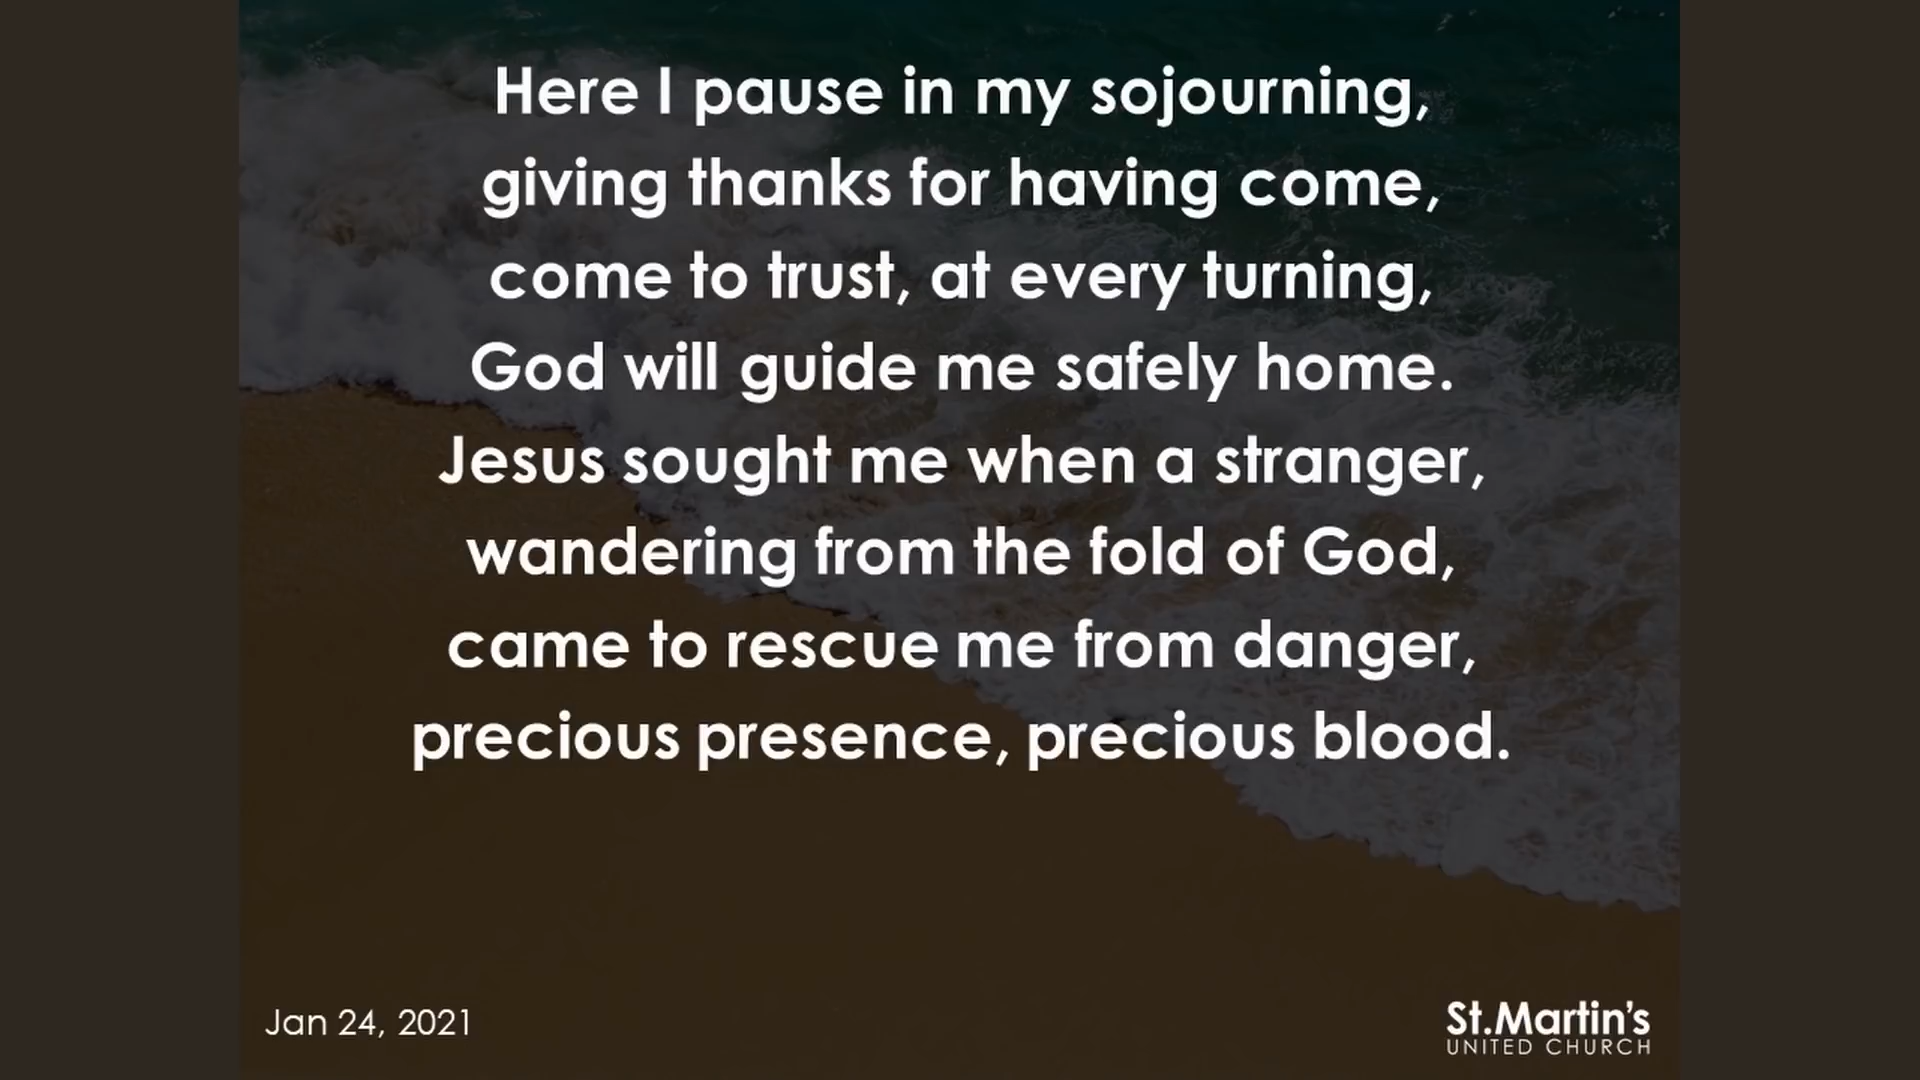 Here I pause in my sojourning,
giving thanks for having come,
come to trust, at every turning,
God will guide me safely home.
Jesus sought me when a stranger,
wandering from the fold of God,
came to rescue me from danger,
precious presence, precious blood.
Jan 24, 2021
St.Martin's
UNITED CHURCH